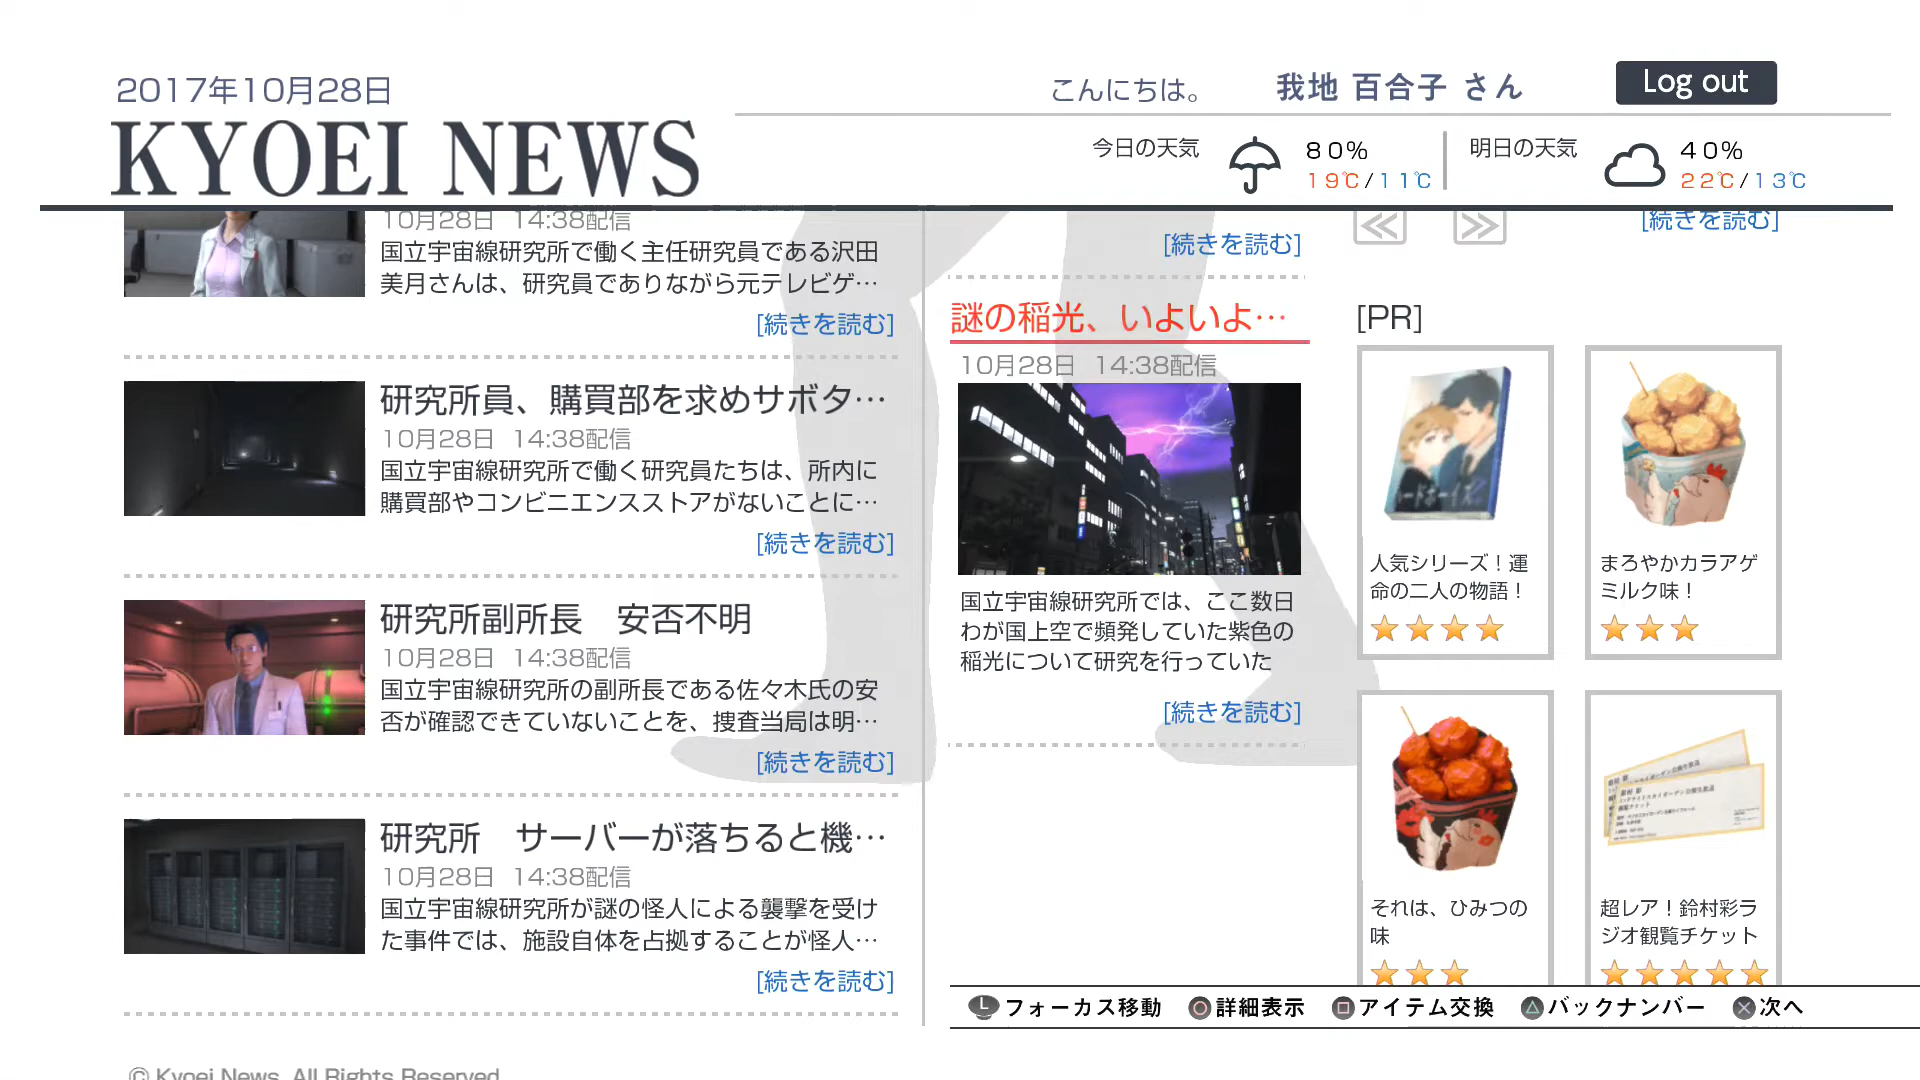 2017年10月28日
KYOEI NEWS
こんにちは。
我地 百合子 さん
Log out
今日の天気
80%
19℃/11℃
明日の天気
40%
22℃/13℃
10月28日 14:38配信
国立宇宙線研究所で働く主任研究員である沢田
美月さんは、研究員でありながら元テレビゲ…
[続きを読む]
研究所員、購買部を求めサボタ…
10月28日 14:38配信
国立宇宙線研究所で働く研究員たちは、所内に
購買部やコンビニエンスストアがないことに…
[続きを読む]
研究所副所長 安否不明
10月28日 14:38配信
国立宇宙線研究所の副所長である佐々木氏の安
否が確認できていないことを、捜査当局は明…
[続きを読む]
研究所 サーバーが落ちると機…
10月28日 14:38配信
国立宇宙線研究所が謎の怪人による襲撃を受け
た事件では、施設自体を占拠することが怪人…
[続きを読む]
[続きを読む]
謎の稲光、いよいよ…
10月28日 14:38配信
国立宇宙線研究所では、ここ数日
わが国上空で頻発していた紫色の
稲光について研究を行っていた
[続きを読む]
[続きを読む]
[PR]
人気シリーズ！運
命の二人の物語！
まろやかカラアゲ
ミルク味！
それは、ひみつの
味
超レア！鈴村彩ラ
ジオ観覧チケット
L フォーカス移動 詳細表示 アイテム交換 バックナンバー 次へ
© Kyoei News. All Rights Reserved